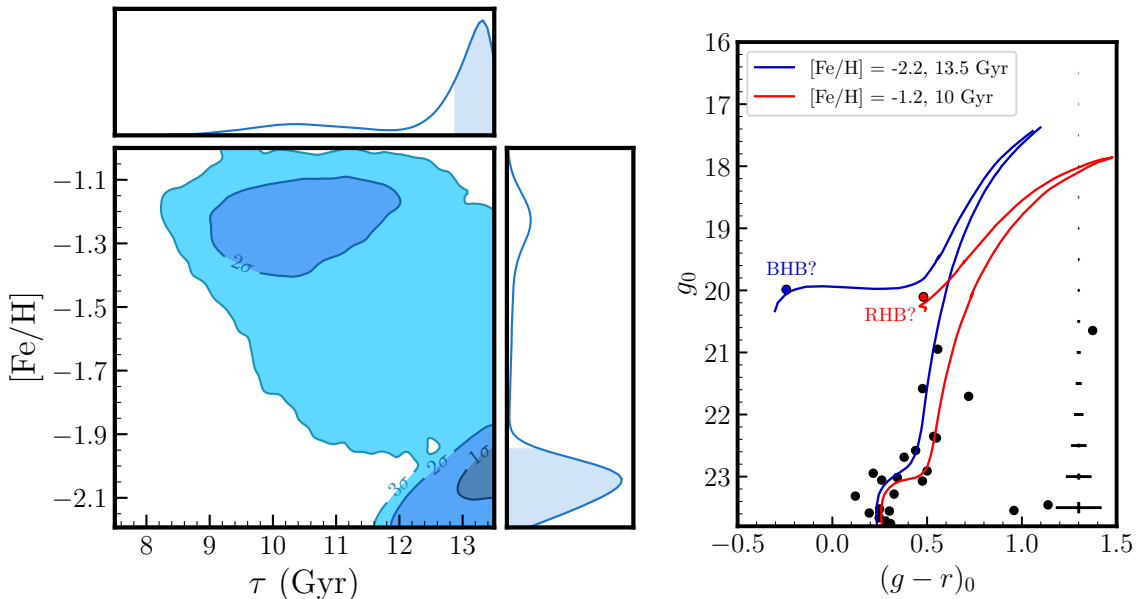 −1.1
−1.3
−1.5
−1.7
−1.9
−2.1
[Fe/H]
2σ
3σ
2σ
1σ
8 9 10 11 12 13
τ (Gyr)
16
17
18
19
20
21
22
23
g₀
[Fe/H] = -2.2, 13.5 Gyr
[Fe/H] = -1.2, 10 Gyr
BHB?
RHB?
−0.5 0.0 0.5 1.0 1.5
(g − r)₀